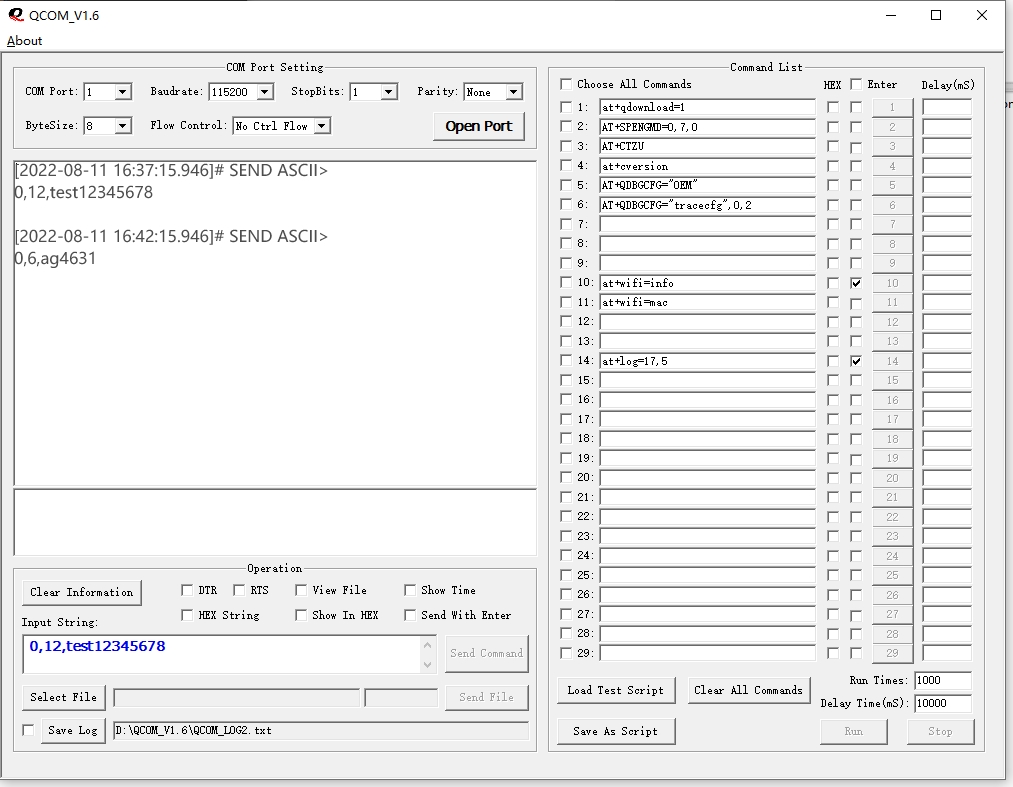 QCOM_V1.6
About
COM Port Setting
COM Port: 1 Baudrate: 115200 StopBits: 1 Parity: None
ByteSize: 8 Flow Control: No Ctrl Flow Open Port
[2022-08-11 16:37:15.946]# SEND ASCII>
0,12,test12345678
[2022-08-11 16:42:15.946]# SEND ASCII>
0,6,ag4631
Operation
Clear Information DTR RTS View File Show Time
HEX String Show In HEX Send With Enter
Input String:
0,12,test12345678
Send Command
Select File Send File
Save Log D:\QCOM_V1.6\QCOM_LOG2.txt
Command List
Choose All Commands HEX Enter Delay(mS)
1: at+qdownload=1 1
2: AT+SPENGMD=0,7,0 2
3: AT+CTZU 3
4: at+cversion 4
5: AT+QDBGCFG="OEM" 5
6: AT+QDBGCFG="tracecfg",0,2 6
7: 7
8: 8
9: 9
10: at+wifi=info 10
11: at+wifi=mac 11
12: 12
13: 13
14: at+log=17,5 14
15: 15
16: 16
17: 17
18: 18
19: 19
20: 20
21: 21
22: 22
23: 23
24: 24
25: 25
26: 26
27: 27
28: 28
29: 29
Load Test Script Clear All Commands Run Times: 1000
Delay Time(mS): 10000
Save As Script Run Stop